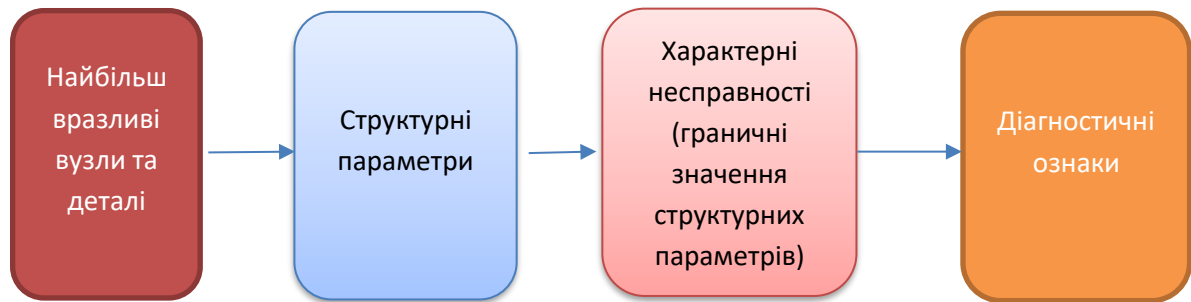 Найбільш
вразливі
вузли та
деталі
Структурні
параметри
Характерні
несправності
(граничні
значення
структурних
параметрів)
Діагностичні
ознаки